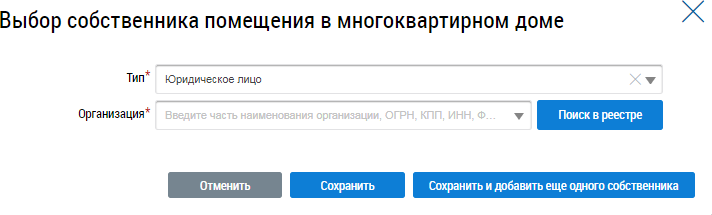 Выбор собственника помещения в многоквартирном доме
Тип* Юридическое лицо
Организация* Введите часть наименования организации, ОГРН, КПП, ИНН, Ф... Поиск в реестре
Отменить Сохранить Сохранить и добавить еще одного собственника